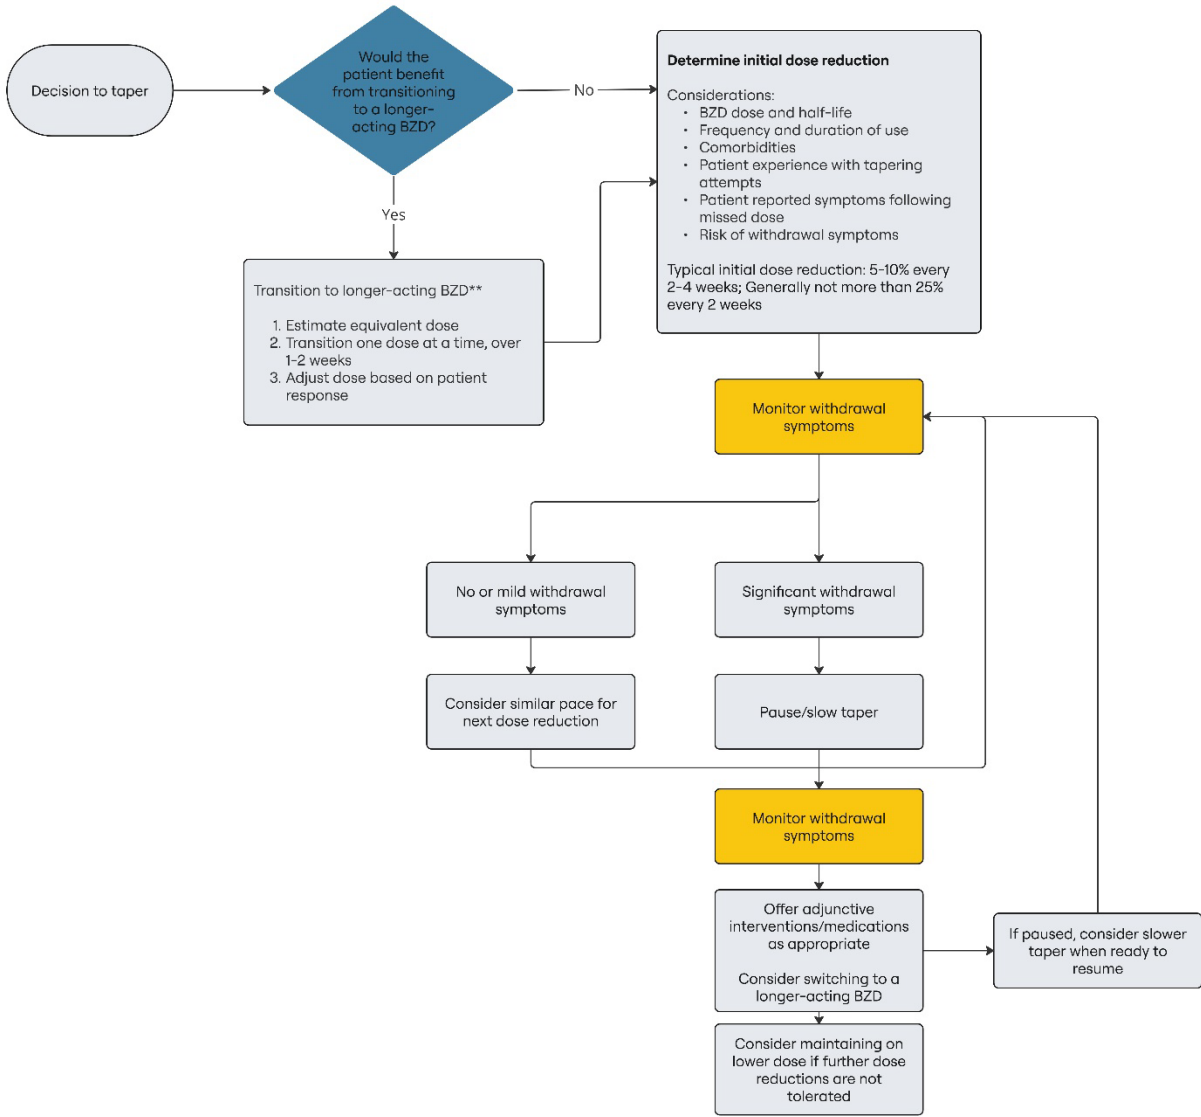 Decision to taper
Would the
patient benefit
from transitioning
to a longer-
acting BZD?
No
Yes
Transition to longer-acting BZD**
1. Estimate equivalent dose
2. Transition one dose at a time, over
1-2 weeks
3. Adjust dose based on patient
response
Determine initial dose reduction
Considerations:
• BZD dose and half-life
• Frequency and duration of use
• Comorbidities
• Patient experience with tapering
attempts
• Patient reported symptoms following
missed dose
• Risk of withdrawal symptoms
Typical initial dose reduction: 5-10% every
2-4 weeks; Generally not more than 25%
every 2 weeks
Monitor withdrawal
symptoms
No or mild withdrawal
symptoms
Significant withdrawal
symptoms
Consider similar pace for
next dose reduction
Pause/slow taper
Monitor withdrawal
symptoms
Offer adjunctive
interventions/medications
as appropriate
Consider switching to a
longer-acting BZD
If paused, consider slower
taper when ready to
resume
Consider maintaining on
lower dose if further dose
reductions are not
tolerated